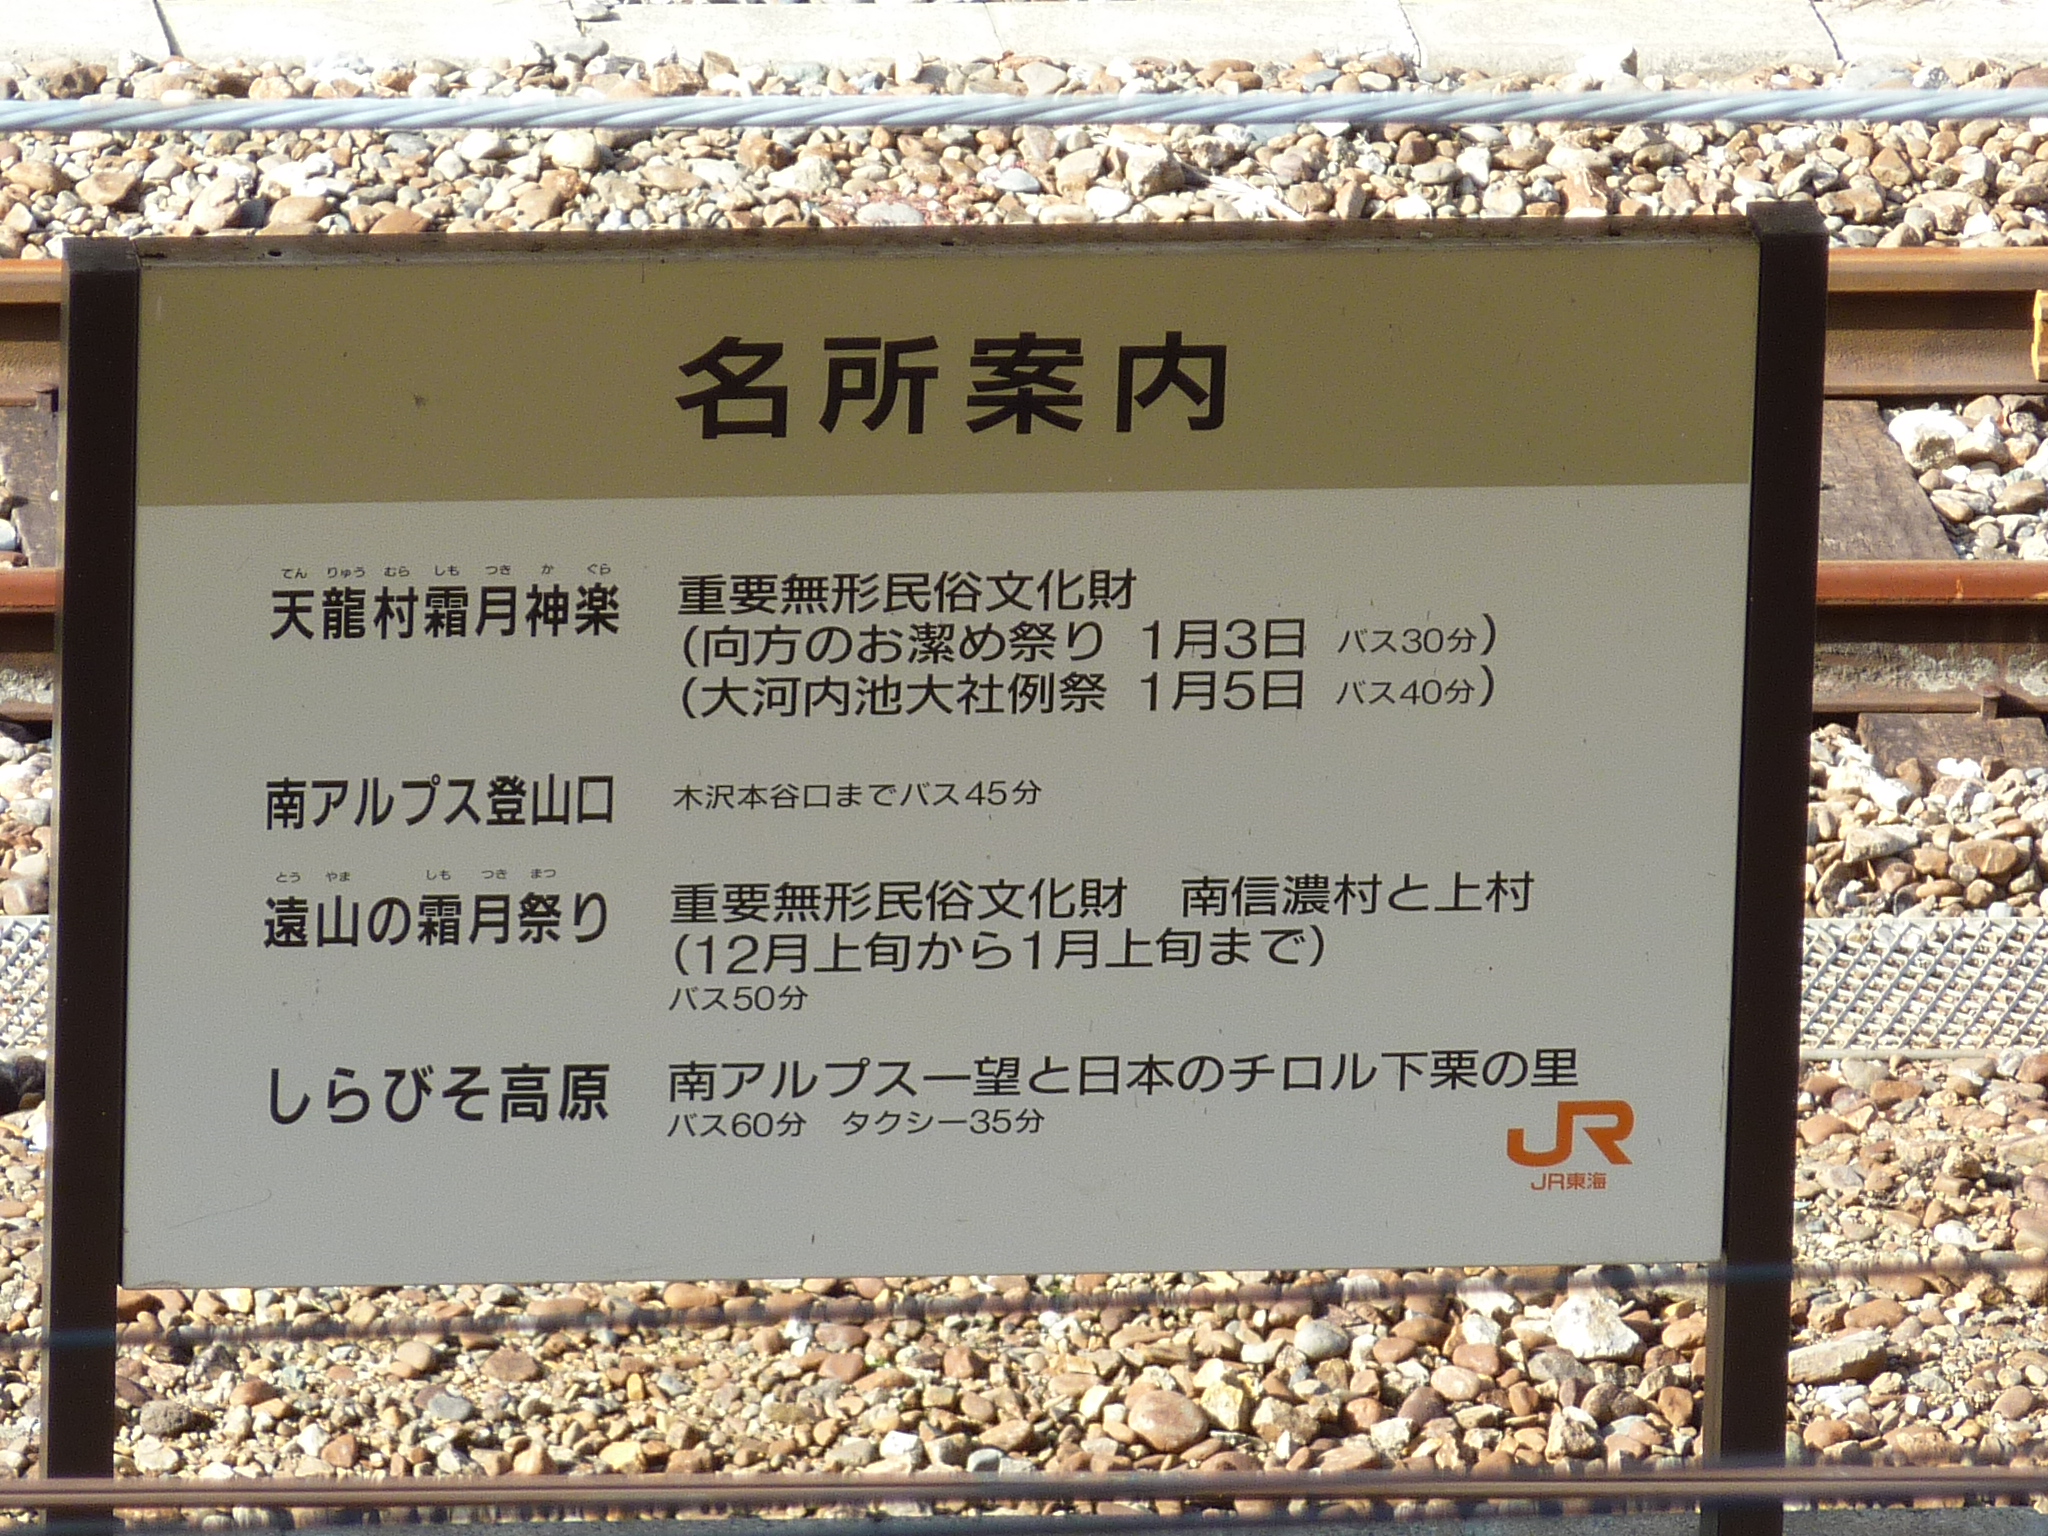 名所案内
てん りゅう むら しも つき か ぐら
天龍村霜月神楽 重要無形民俗文化財
(向方のお潔め祭り 1月3日 バス30分)
(大河内池大社例祭 1月5日 バス40分)
南アルプス登山口 木沢本谷口までバス45分
とう やま しも つき まつ
遠山の霜月祭り 重要無形民俗文化財 南信濃村と上村
(12月上旬から1月上旬まで)
バス50分
しらびそ高原 南アルプス一望と日本のチロル下栗の里
バス60分 タクシー35分
JR
JR東海